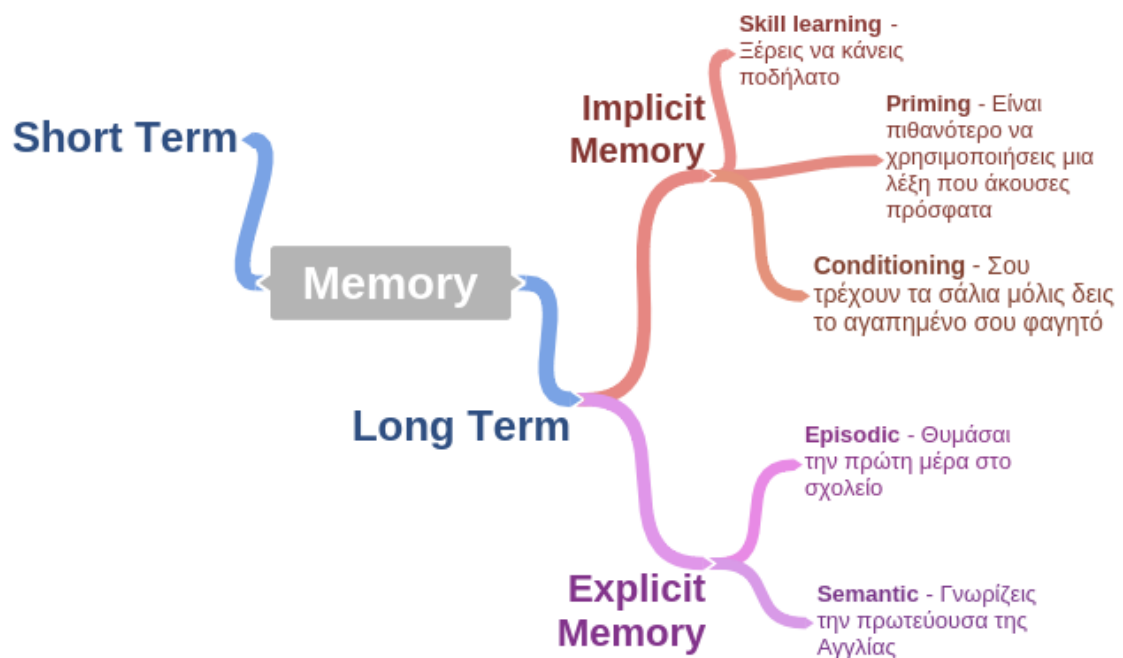 Short Term
Memory
Long Term
Implicit
Memory
Skill learning -
Ξέρεις να κάνεις
ποδήλατο
Priming - Είναι
πιθανότερο να
χρησιμοποιήσεις μια
λέξη που άκουσες
πρόσφατα
Conditioning - Σου
τρέχουν τα σάλια μόλις δεις
το αγαπημένο σου φαγητό
Explicit
Memory
Episodic - Θυμάσαι
την πρώτη μέρα στο
σχολείο
Semantic - Γνωρίζεις
την πρωτεύουσα της
Αγγλίας